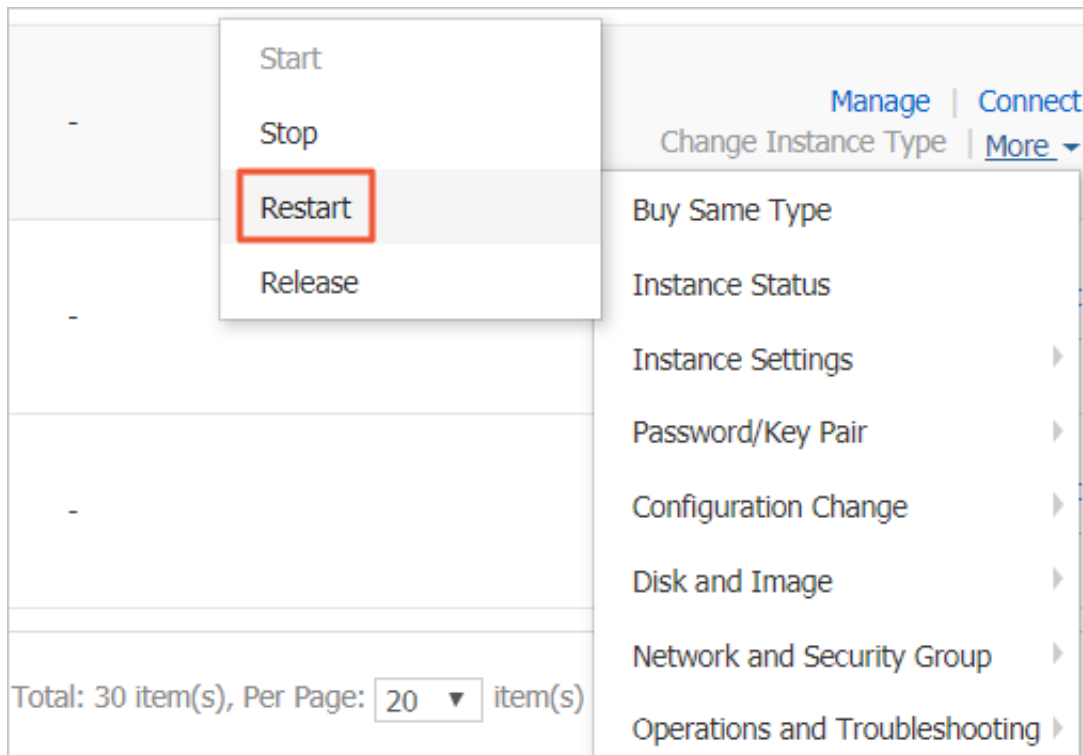 Start
Stop
Restart
Release
-
-
-
Manage | Connect
Change Instance Type | More
Buy Same Type
Instance Status
Instance Settings
Password/Key Pair
Configuration Change
Disk and Image
Network and Security Group
Operations and Troubleshooting
Total: 30 item(s), Per Page: 20 item(s)